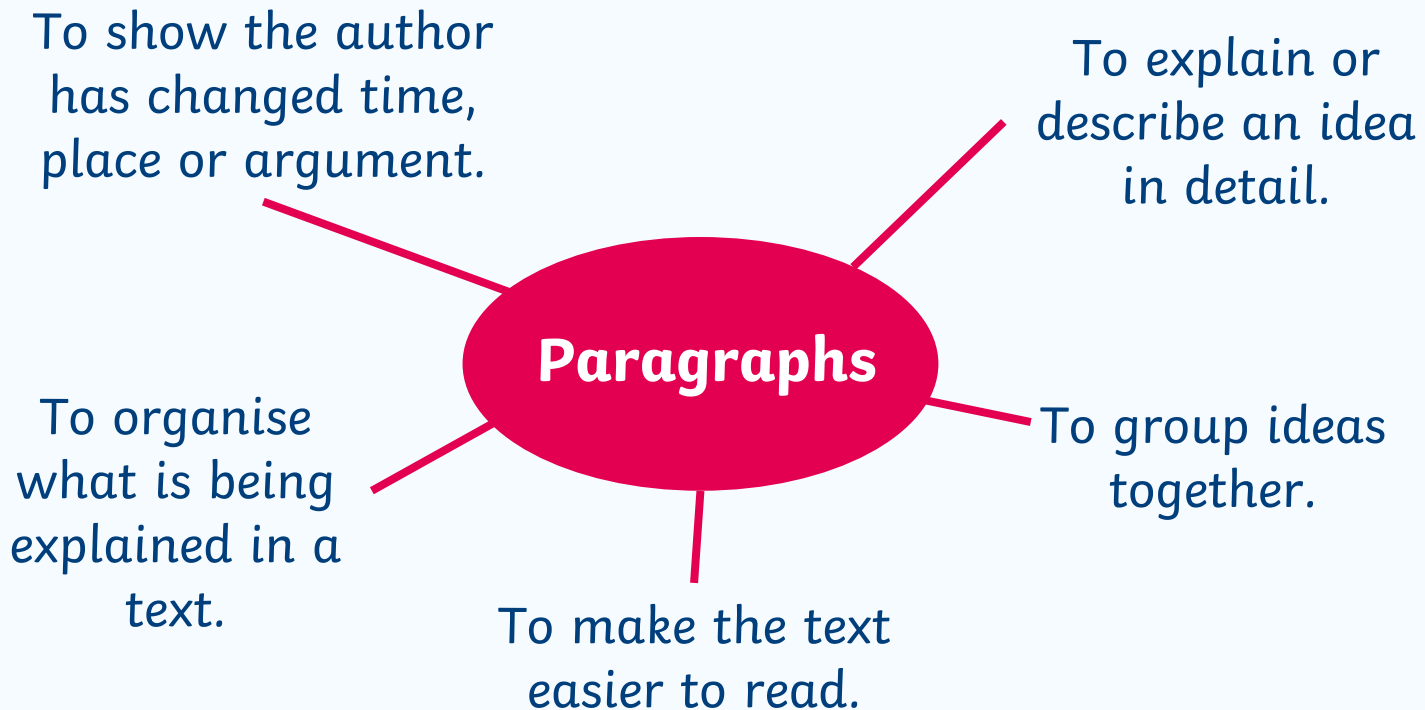 To show the author
has changed time,
place or argument.
To explain or
describe an idea
in detail.
Paragraphs
To organise
what is being
explained in a
text.
To group ideas
together.
To make the text
easier to read.